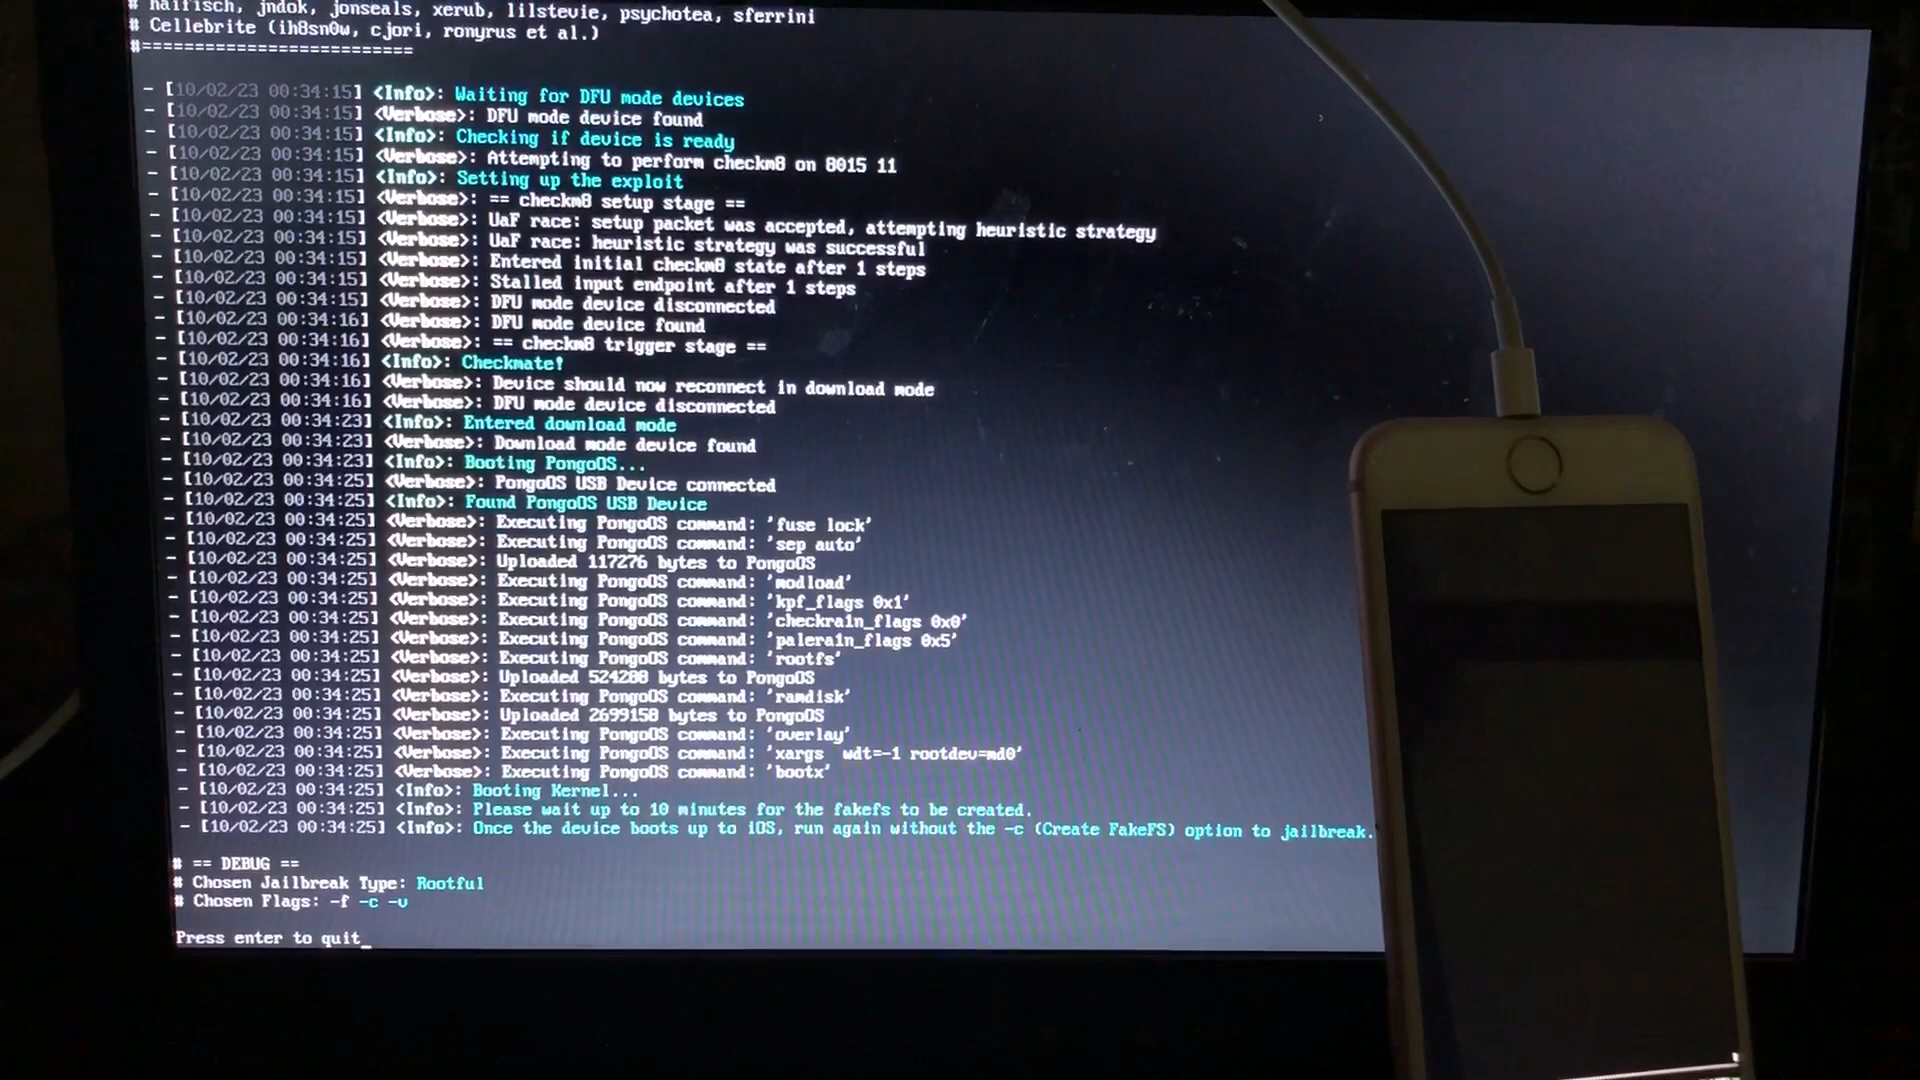 # halfisch, jndok, jonseals, xerub, lilstevie, psychotea, sferrini
# Cellebrite (ih8sn0w, cjori, ronyrus et al.)
#==========================
- [10/02/23 00:34:15] <Info>: Waiting for DFU mode devices
- [10/02/23 00:34:15] <Verbose>: DFU mode device found
- [10/02/23 00:34:15] <Info>: Checking if device is ready
- [10/02/23 00:34:15] <Verbose>: Attempting to perform checkm8 on 8015 11
- [10/02/23 00:34:15] <Info>: Setting up the exploit
- [10/02/23 00:34:15] <Verbose>: == checkm8 setup stage ==
- [10/02/23 00:34:15] <Verbose>: UaF race: setup packet was accepted, attempting heuristic strategy
- [10/02/23 00:34:15] <Verbose>: UaF race: heuristic strategy was successful
- [10/02/23 00:34:15] <Verbose>: Entered initial checkm8 state after 1 steps
- [10/02/23 00:34:15] <Verbose>: Stalled input endpoint after 1 steps
- [10/02/23 00:34:15] <Verbose>: DFU mode device disconnected
- [10/02/23 00:34:16] <Verbose>: DFU mode device found
- [10/02/23 00:34:16] <Verbose>: == checkm8 trigger stage ==
- [10/02/23 00:34:16] <Info>: Checkmate!
- [10/02/23 00:34:16] <Verbose>: Device should now reconnect in download mode
- [10/02/23 00:34:16] <Verbose>: DFU mode device disconnected
- [10/02/23 00:34:23] <Info>: Entered download mode
- [10/02/23 00:34:23] <Verbose>: Download mode device found
- [10/02/23 00:34:23] <Info>: Booting PongoOS...
- [10/02/23 00:34:25] <Verbose>: PongoOS USB Device connected
- [10/02/23 00:34:25] <Info>: Found PongoOS USB Device
- [10/02/23 00:34:25] <Verbose>: Executing PongoOS command: 'fuse lock'
- [10/02/23 00:34:25] <Verbose>: Executing PongoOS command: 'sep auto'
- [10/02/23 00:34:25] <Verbose>: Uploaded 117276 bytes to PongoOS
- [10/02/23 00:34:25] <Verbose>: Executing PongoOS command: 'modload'
- [10/02/23 00:34:25] <Verbose>: Executing PongoOS command: 'kpf_flags 0x1'
- [10/02/23 00:34:25] <Verbose>: Executing PongoOS command: 'checkra1n_flags 0x0'
- [10/02/23 00:34:25] <Verbose>: Executing PongoOS command: 'palera1n_flags 0x5'
- [10/02/23 00:34:25] <Verbose>: Executing PongoOS command: 'rootfs'
- [10/02/23 00:34:25] <Verbose>: Uploaded 524288 bytes to PongoOS
- [10/02/23 00:34:25] <Verbose>: Executing PongoOS command: 'ramdisk'
- [10/02/23 00:34:25] <Verbose>: Uploaded 2699158 bytes to PongoOS
- [10/02/23 00:34:25] <Verbose>: Executing PongoOS command: 'overlay'
- [10/02/23 00:34:25] <Verbose>: Executing PongoOS command: 'xargs  wdt=-1 rootdev=md0'
- [10/02/23 00:34:25] <Verbose>: Executing PongoOS command: 'bootx'
- [10/02/23 00:34:25] <Info>: Booting Kernel...
- [10/02/23 00:34:25] <Info>: Please wait up to 10 minutes for the fakefs to be created.
- [10/02/23 00:34:25] <Info>: Once the device boots up to iOS, run again without the -c (Create FakeFS) option to jailbreak.
# == DEBUG ==
# Chosen Jailbreak Type: Rootful
# Chosen Flags: -f -c -v
Press enter to quit_